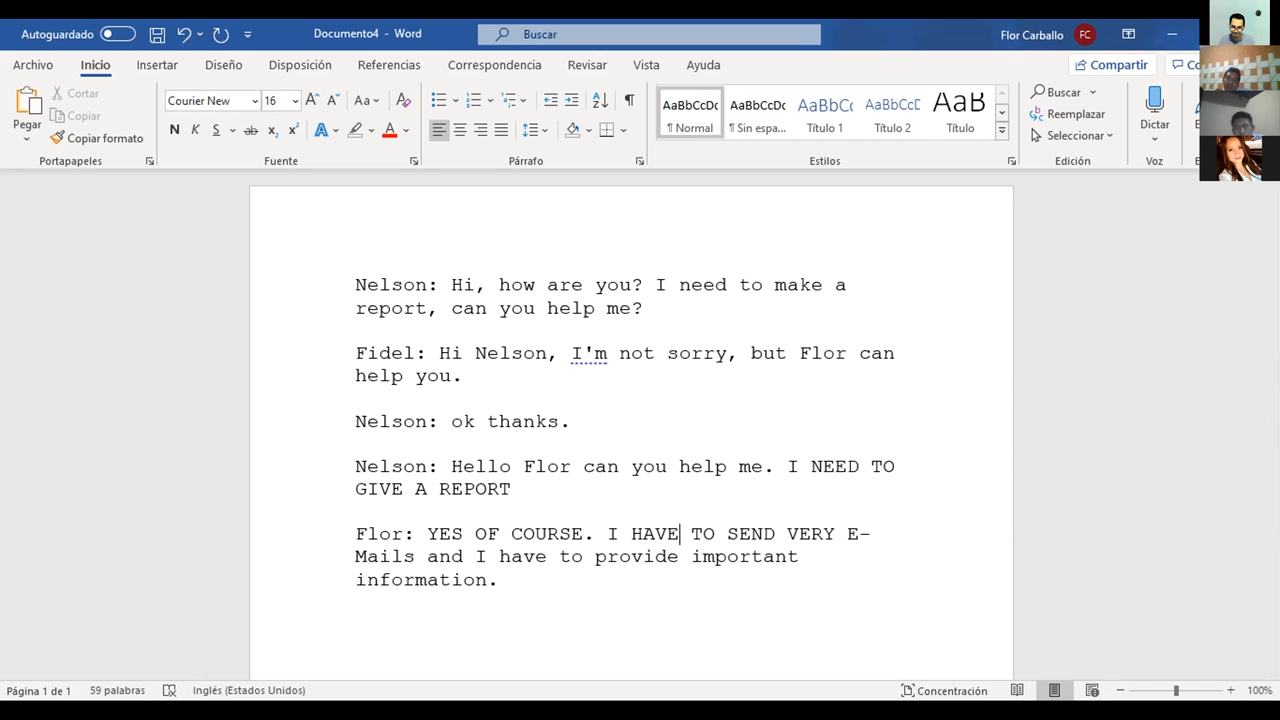 Autoguardado
Documento4 - Word
Buscar
Flor Carballo
FC
Archivo Inicio Insertar Diseño Disposición Referencias Correspondencia Revisar Vista Ayuda
Compartir
Pegar
Cortar
Copiar
Copiar formato
Portapapeles
Courier New 16
Aa
N K S ab x₂ x²
Fuente
Párrafo
AaBbCcDc AaBbCcDc AaBbCc AaBbCcD AaB
¶ Normal ¶ Sin espa... Título 1 Título 2 Título
Estilos
Buscar
Reemplazar
Seleccionar
Edición
Dictar
Voz
Nelson: Hi, how are you? I need to make a
report, can you help me?
Fidel: Hi Nelson, I'm not sorry, but Flor can
help you.
Nelson: ok thanks.
Nelson: Hello Flor can you help me. I NEED TO
GIVE A REPORT
Flor: YES OF COURSE. I HAVE TO SEND VERY E-
Mails and I have to provide important
information.
Página 1 de 1 59 palabras Inglés (Estados Unidos)
Concentración
100%